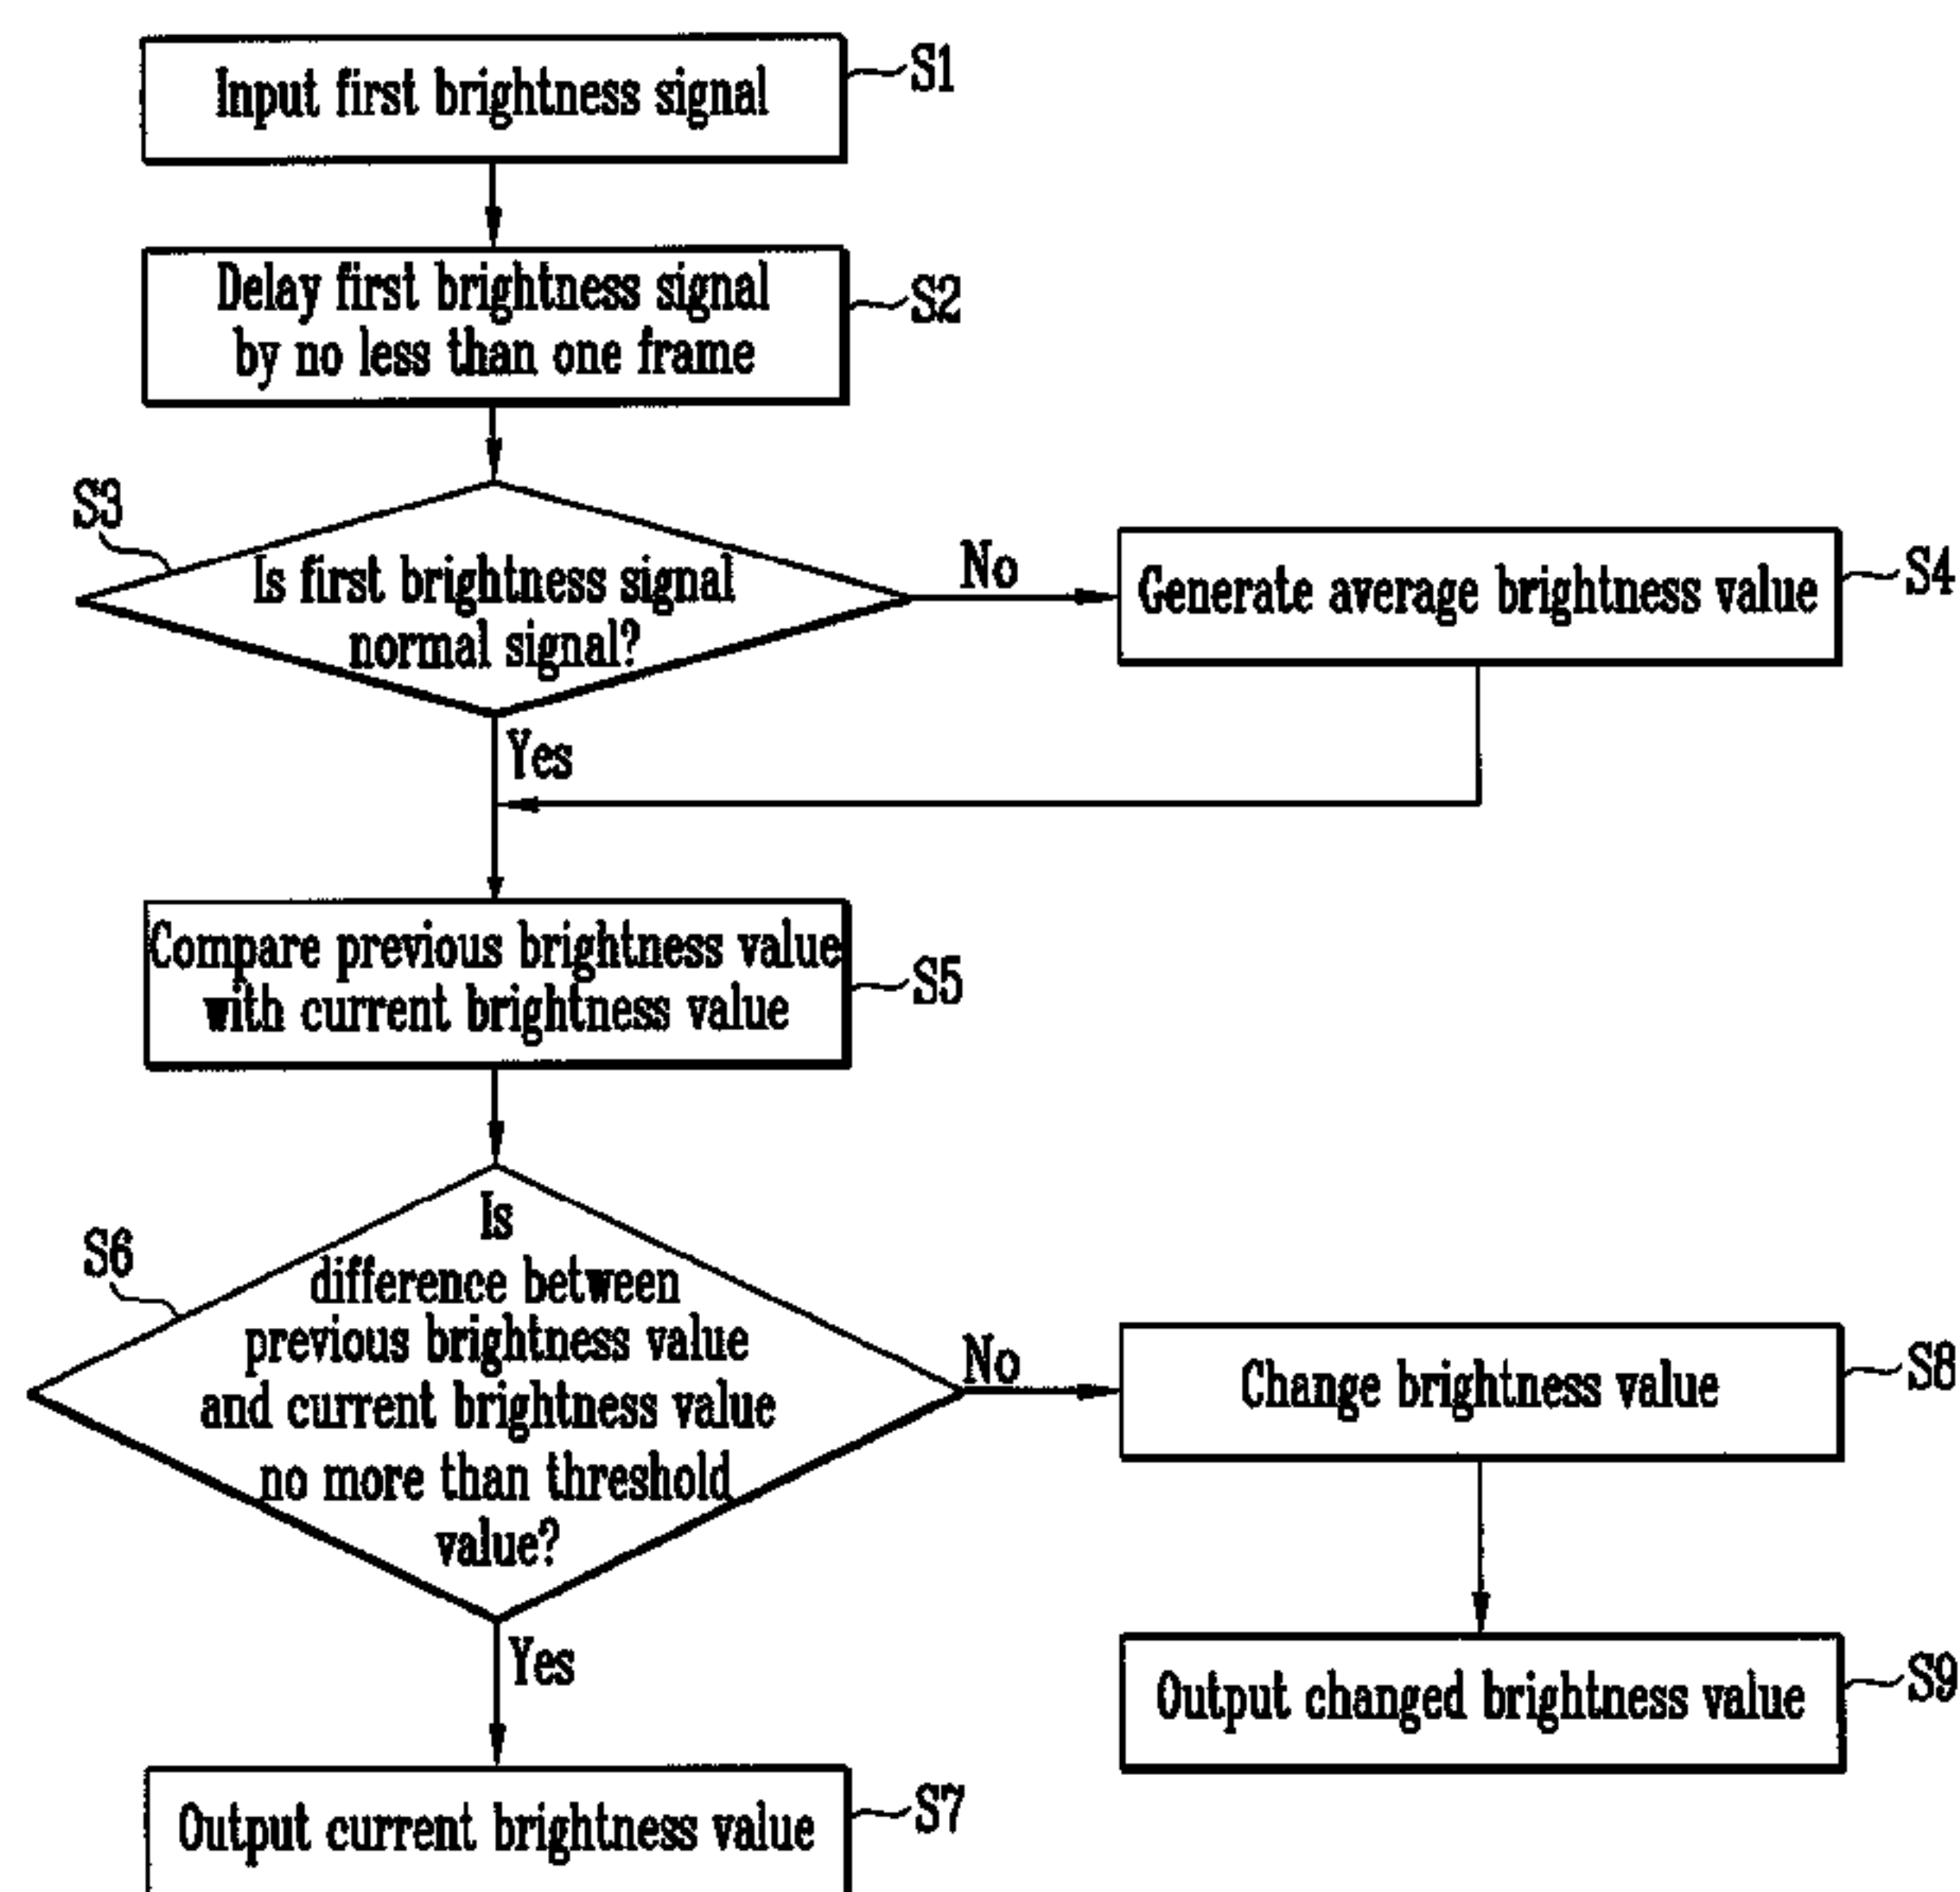 Input first brightness signal
S1
Delay first brightness signal
by no less than one frame
S2
S3
Is first brightness signal
normal signal?
No
Generate average brightness value
S4
Yes
Compare previous brightness value
with current brightness value
S5
S6
Is
difference between
previous brightness value
and current brightness value
no more than threshold
value?
No
Change brightness value
S8
Yes
Output changed brightness value
S9
Output current brightness value
S7